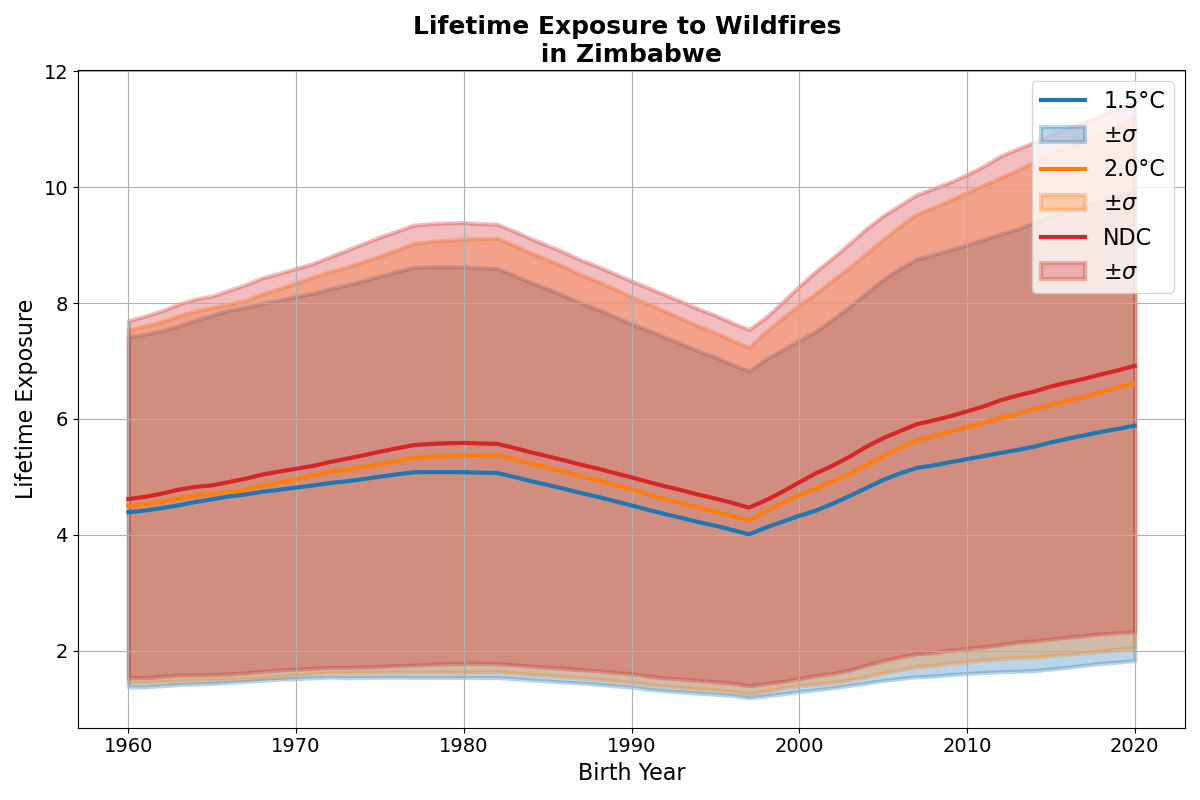 Lifetime Exposure to Wildfires
in Zimbabwe
12
10
8
6
4
2
Lifetime Exposure
1960
1970
1980
1990
2000
2010
2020
Birth Year
1.5°C
±σ
2.0°C
±σ
NDC
±σ